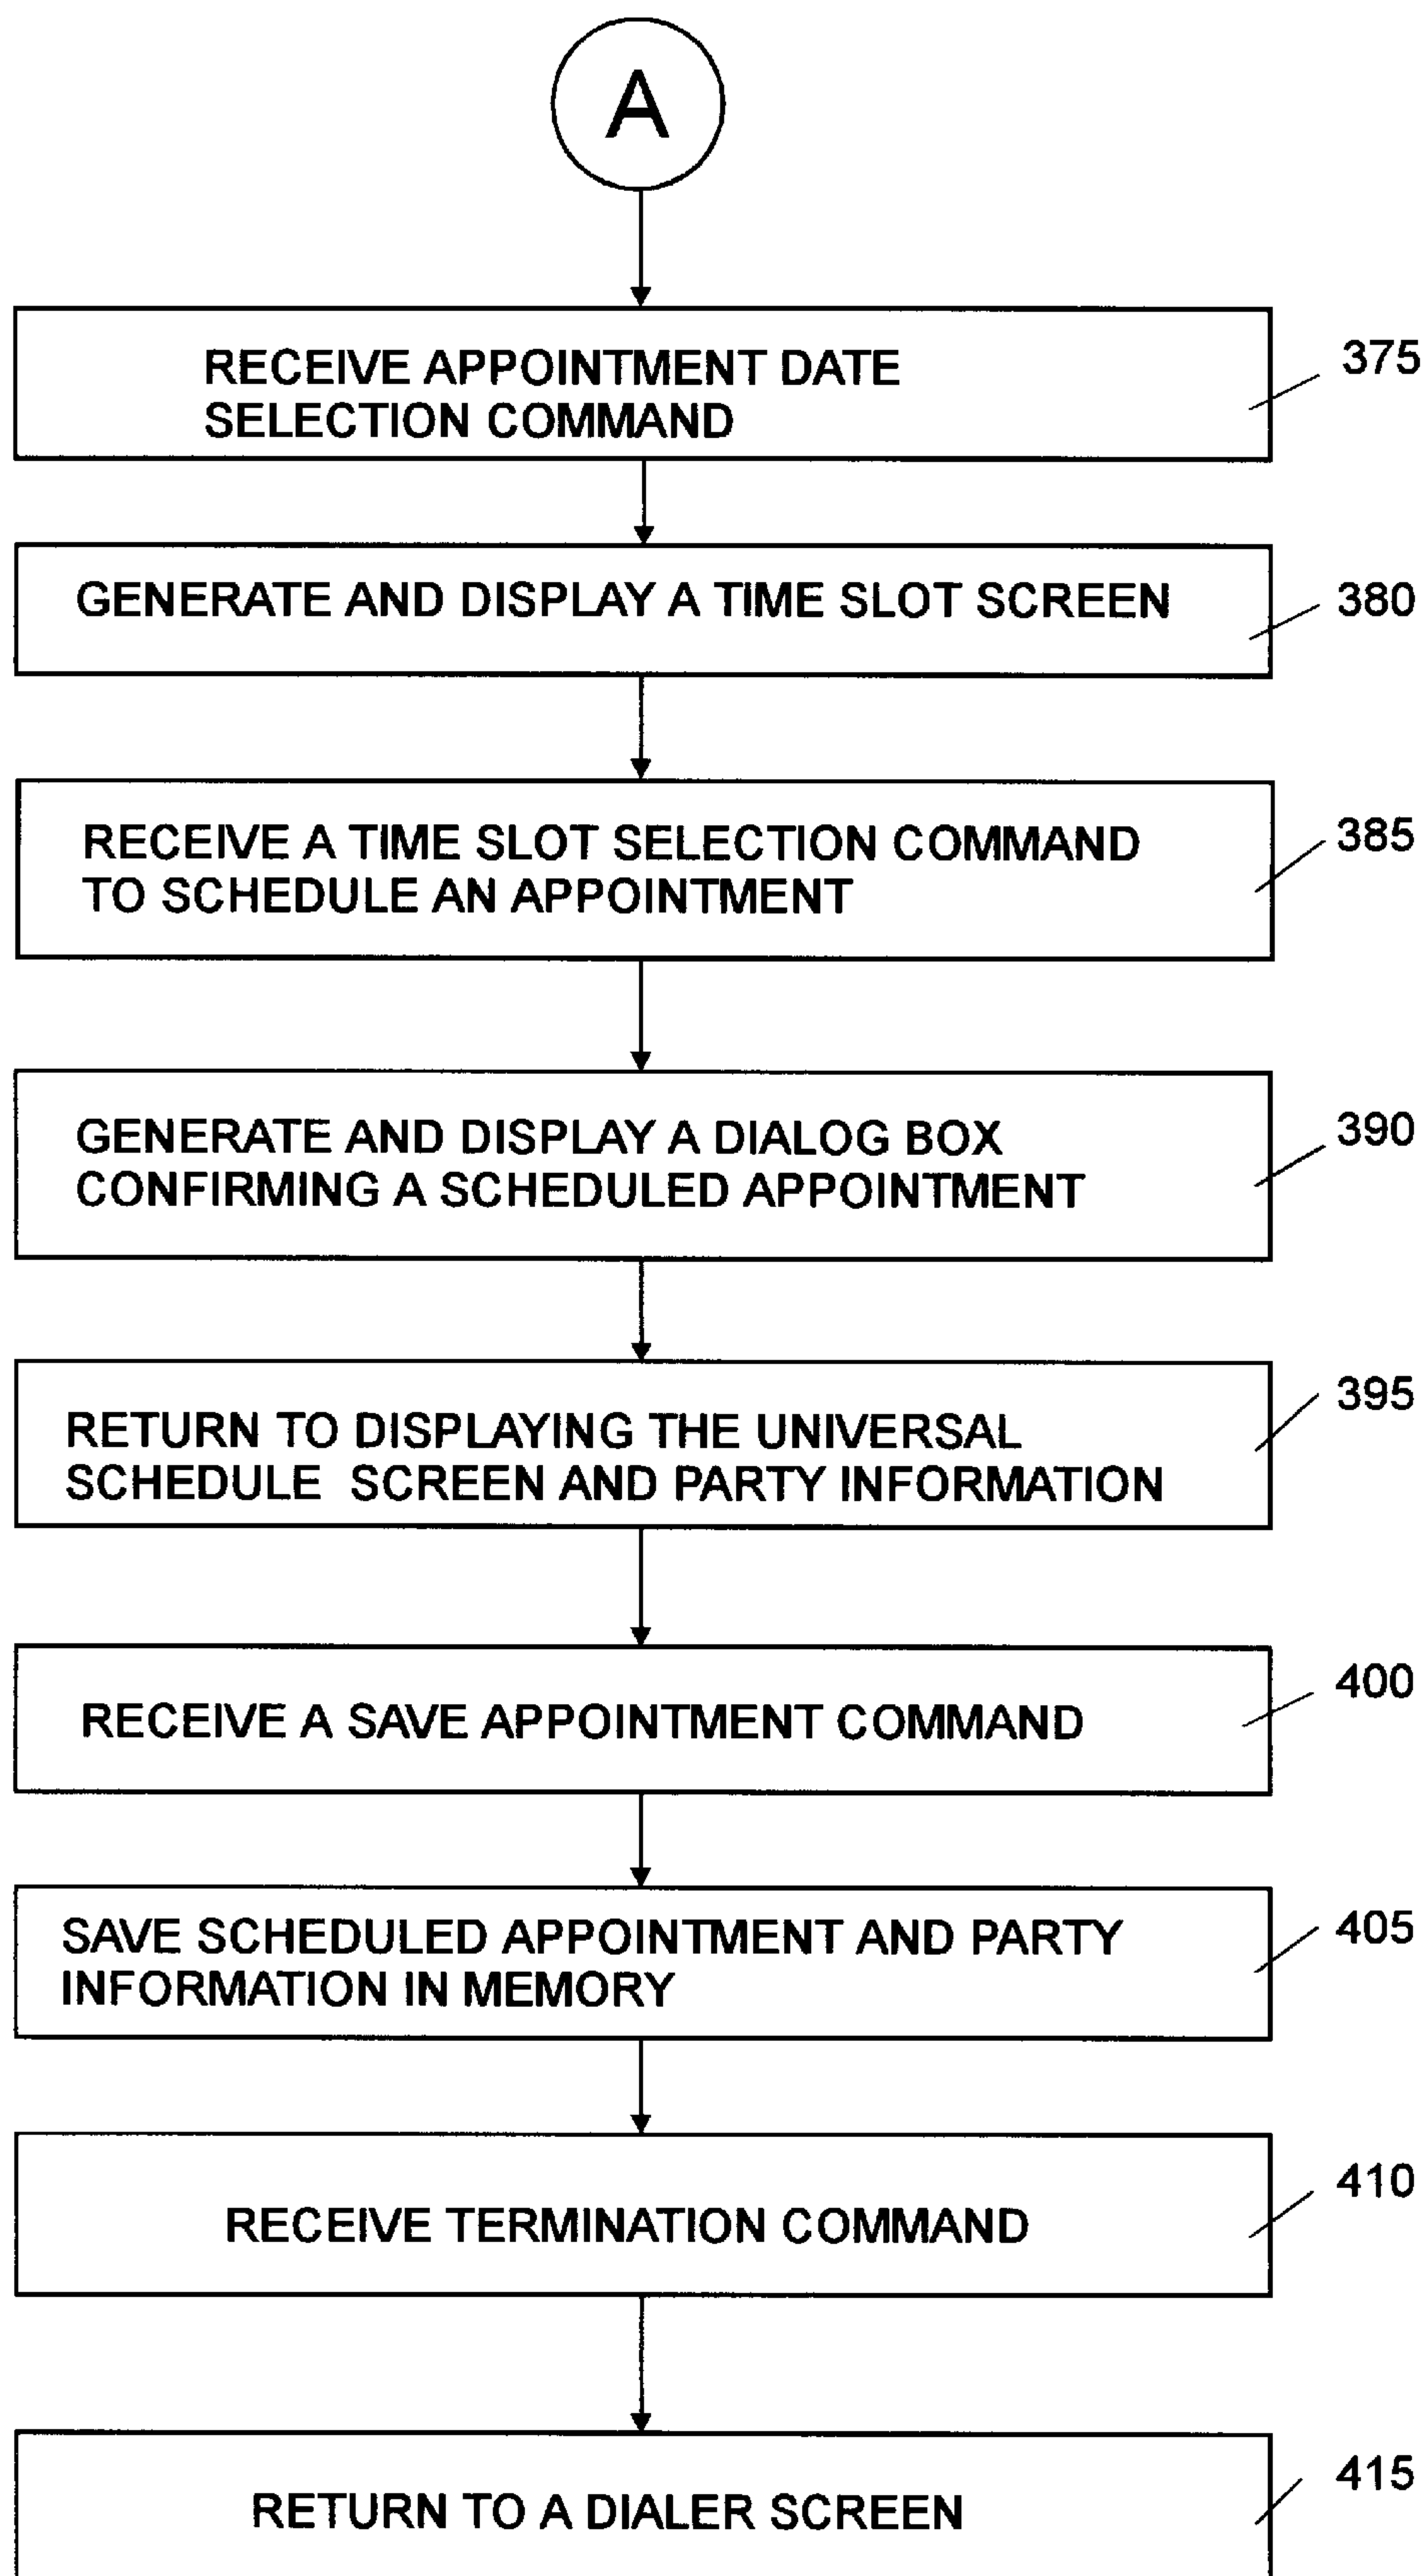 A
RECEIVE APPOINTMENT DATE
SELECTION COMMAND
375
GENERATE AND DISPLAY A TIME SLOT SCREEN
380
RECEIVE A TIME SLOT SELECTION COMMAND
TO SCHEDULE AN APPOINTMENT
385
GENERATE AND DISPLAY A DIALOG BOX
CONFIRMING A SCHEDULED APPOINTMENT
390
RETURN TO DISPLAYING THE UNIVERSAL
SCHEDULE SCREEN AND PARTY INFORMATION
395
RECEIVE A SAVE APPOINTMENT COMMAND
400
SAVE SCHEDULED APPOINTMENT AND PARTY
INFORMATION IN MEMORY
405
RECEIVE TERMINATION COMMAND
410
RETURN TO A DIALER SCREEN
415